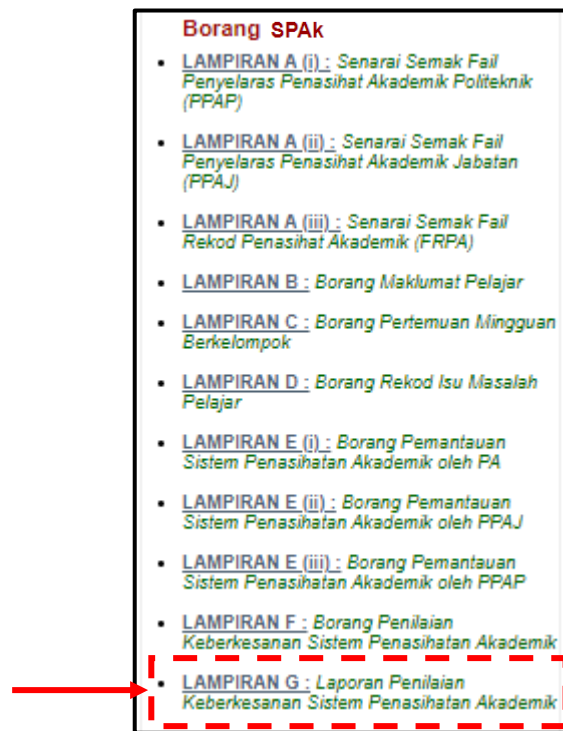 Borang SPAk
LAMPIRAN A (i) : Senarai Semak Fail
Penyelaras Penasihat Akademik Politeknik
(PPAP)
LAMPIRAN A (ii) : Senarai Semak Fail
Penyelaras Penasihat Akademik Jabatan
(PPAJ)
LAMPIRAN A (iii) : Senarai Semak Fail
Rekod Penasihat Akademik (FRPA)
LAMPIRAN B : Borang Maklumat Pelajar
LAMPIRAN C : Borang Pertemuan Mingguan
Berkelompok
LAMPIRAN D : Borang Rekod Isu Masalah
Pelajar
LAMPIRAN E (i) : Borang Pemantauan
Sistem Penasihatan Akademik oleh PA
LAMPIRAN E (ii) : Borang Pemantauan
Sistem Penasihatan Akademik oleh PPAJ
LAMPIRAN E (iii) : Borang Pemantauan
Sistem Penasihatan Akademik oleh PPAP
LAMPIRAN F : Borang Penilaian
Keberkesanan Sistem Penasihatan Akademik
LAMPIRAN G : Laporan Penilaian
Keberkesanan Sistem Penasihatan Akademik